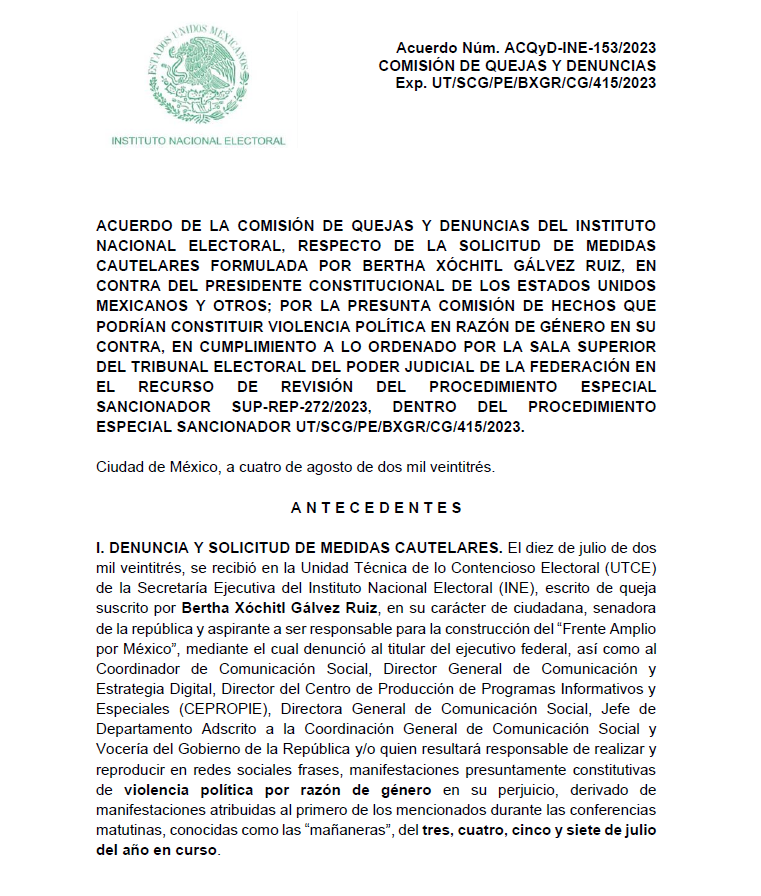 ESTADOS UNIDOS MEXICANOS
INSTITUTO NACIONAL ELECTORAL
Acuerdo Núm. ACQyD-INE-153/2023
COMISIÓN DE QUEJAS Y DENUNCIAS
Exp. UT/SCG/PE/BXGR/CG/415/2023
ACUERDO DE LA COMISIÓN DE QUEJAS Y DENUNCIAS DEL INSTITUTO
NACIONAL ELECTORAL, RESPECTO DE LA SOLICITUD DE MEDIDAS
CAUTELARES FORMULADA POR BERTHA XÓCHITL GÁLVEZ RUIZ, EN
CONTRA DEL PRESIDENTE CONSTITUCIONAL DE LOS ESTADOS UNIDOS
MEXICANOS Y OTROS; POR LA PRESUNTA COMISIÓN DE HECHOS QUE
PODRÍAN CONSTITUIR VIOLENCIA POLÍTICA EN RAZÓN DE GÉNERO EN SU
CONTRA, EN CUMPLIMIENTO A LO ORDENADO POR LA SALA SUPERIOR
DEL TRIBUNAL ELECTORAL DEL PODER JUDICIAL DE LA FEDERACIÓN EN
EL RECURSO DE REVISIÓN DEL PROCEDIMIENTO ESPECIAL
SANCIONADOR SUP-REP-272/2023, DENTRO DEL PROCEDIMIENTO
ESPECIAL SANCIONADOR UT/SCG/PE/BXGR/CG/415/2023.
Ciudad de México, a cuatro de agosto de dos mil veintitrés.
A N T E C E D E N T E S
I. DENUNCIA Y SOLICITUD DE MEDIDAS CAUTELARES. El diez de julio de dos
mil veintitrés, se recibió en la Unidad Técnica de lo Contencioso Electoral (UTCE)
de la Secretaría Ejecutiva del Instituto Nacional Electoral (INE), escrito de queja
suscrito por Bertha Xóchitl Gálvez Ruiz, en su carácter de ciudadana, senadora
de la república y aspirante a ser responsable para la construcción del “Frente Amplio
por México”, mediante el cual denunció al titular del ejecutivo federal, así como al
Coordinador de Comunicación Social, Director General de Comunicación y
Estrategia Digital, Director del Centro de Producción de Programas Informativos y
Especiales (CEPROPIE), Directora General de Comunicación Social, Jefe de
Departamento Adscrito a la Coordinación General de Comunicación Social y
Vocería del Gobierno de la República y/o quien resultará responsable de realizar y
reproducir en redes sociales frases, manifestaciones presuntamente constitutivas
de violencia política por razón de género en su perjuicio, derivado de
manifestaciones atribuidas al primero de los mencionados durante las conferencias
matutinas, conocidas como las “mañaneras”, del tres, cuatro, cinco y siete de julio
del año en curso.